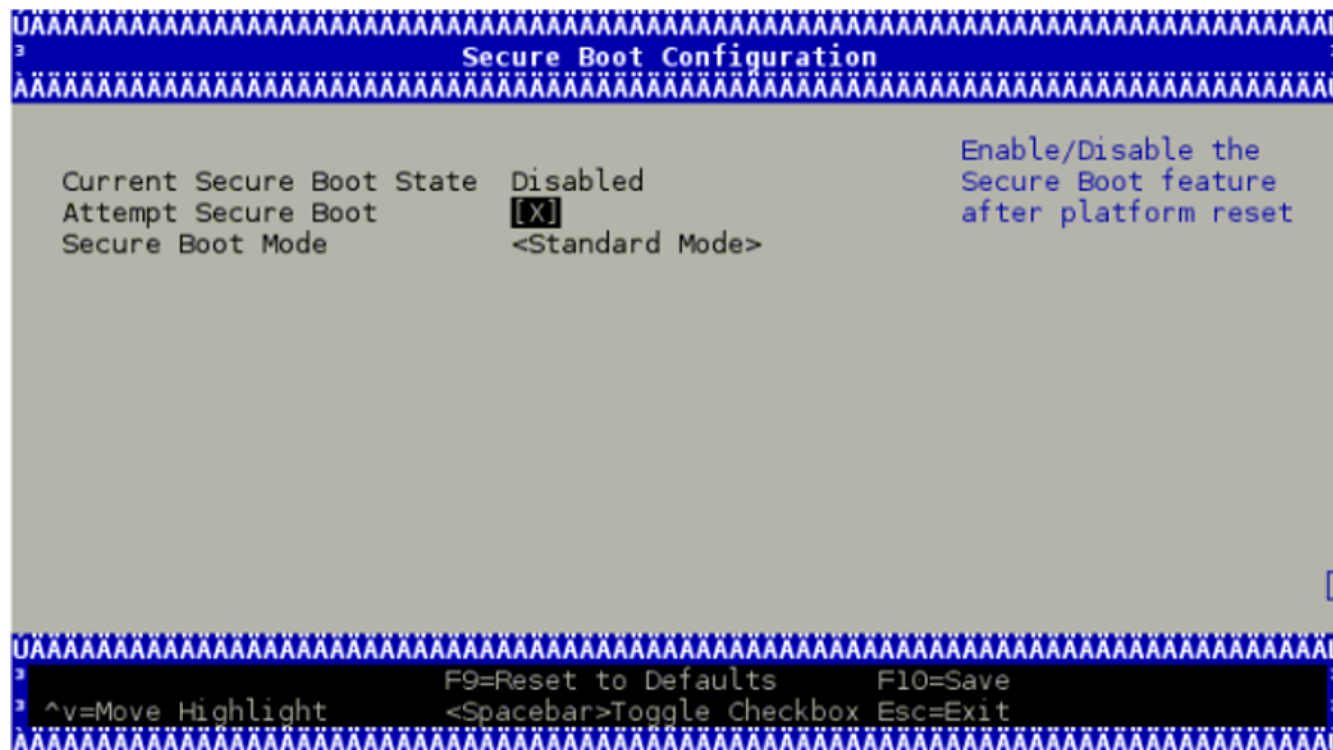 Secure Boot Configuration
Enable/Disable the
Current Secure Boot State Disabled Secure Boot feature
Attempt Secure Boot [X] after platform reset
Secure Boot Mode <Standard Mode>
F9=Reset to Defaults F10=Save
^v=Move Highlight <Spacebar>Toggle Checkbox Esc=Exit